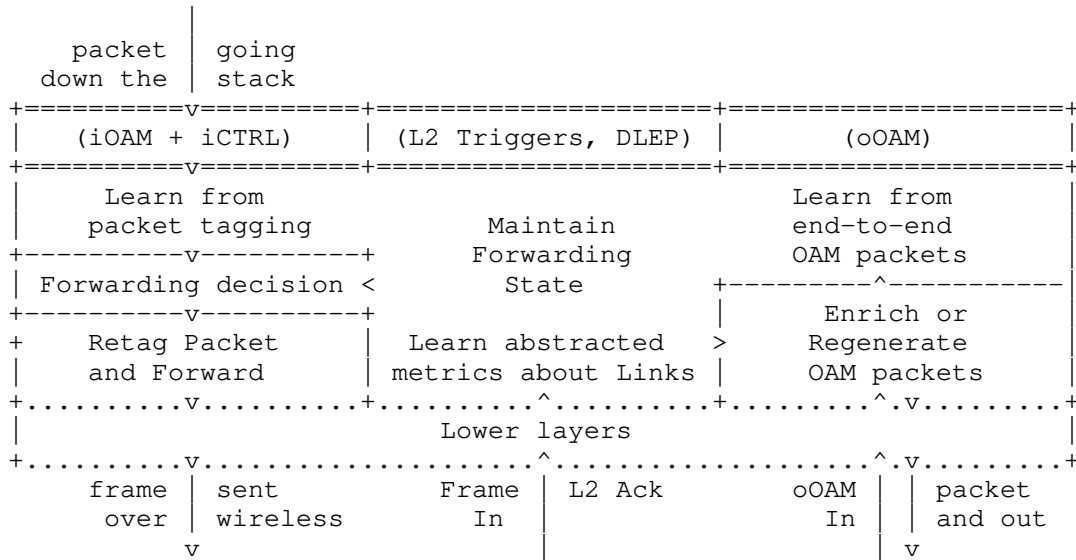 packet going
down the stack
(iOAM + iCTRL) (L2 Triggers, DLEP) (oOAM)
Learn from Learn from
packet tagging Maintain end-to-end
Forwarding OAM packets
Forwarding decision < State
Enrich or
Retag Packet Learn abstracted > Regenerate
and Forward metrics about Links OAM packets
Lower layers
frame sent Frame L2 Ack oOAM packet
over wireless In In and out